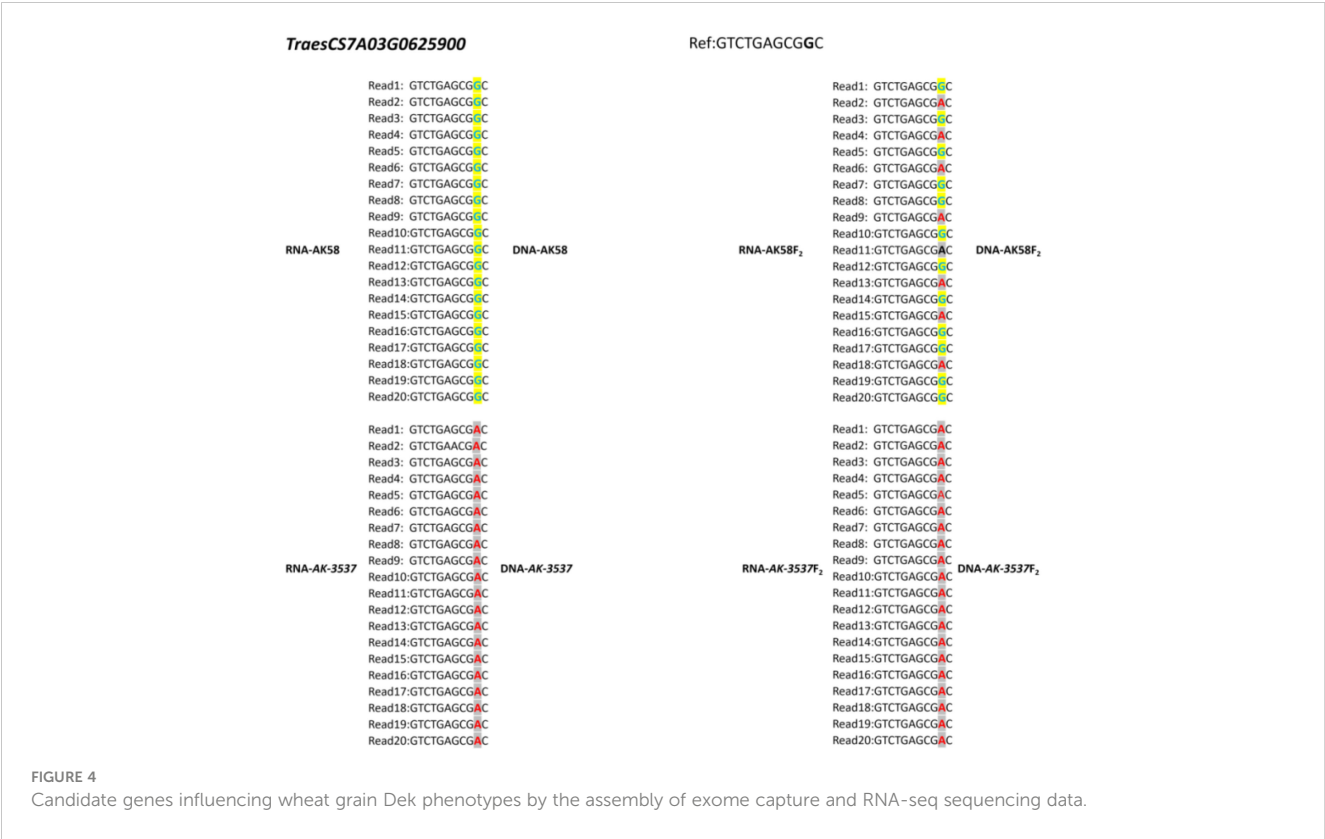 TraesCS7A03G0625900
Ref:GTCTGAGCGGC
Read1: GTCTGAGCGGC
Read2: GTCTGAGCGGC
Read3: GTCTGAGCGGC
Read4: GTCTGAGCGGC
Read5: GTCTGAGCGGC
Read6: GTCTGAGCGGC
Read7: GTCTGAGCGGC
Read8: GTCTGAGCGGC
Read9: GTCTGAGCGGC
Read10:GTCTGAGCGGC
RNA-AK58 Read11:GTCTGAGCGGC DNA-AK58
Read12:GTCTGAGCGGC
Read13:GTCTGAGCGGC
Read14:GTCTGAGCGGC
Read15:GTCTGAGCGGC
Read16:GTCTGAGCGGC
Read17:GTCTGAGCGGC
Read18:GTCTGAGCGGC
Read19:GTCTGAGCGGC
Read20:GTCTGAGCGGC
Read1: GTCTGAGCGGC
Read2: GTCTGAGCGAC
Read3: GTCTGAGCGGC
Read4: GTCTGAGCGAC
Read5: GTCTGAGCGGC
Read6: GTCTGAGCGAC
Read7: GTCTGAGCGGC
Read8: GTCTGAGCGGC
Read9: GTCTGAGCGAC
Read10:GTCTGAGCGGC
RNA-AK58F2 Read11:GTCTGAGCGAC DNA-AK58F2
Read12:GTCTGAGCGGC
Read13:GTCTGAGCGAC
Read14:GTCTGAGCGGC
Read15:GTCTGAGCGAC
Read16:GTCTGAGCGGC
Read17:GTCTGAGCGGC
Read18:GTCTGAGCGAC
Read19:GTCTGAGCGGC
Read20:GTCTGAGCGGC
Read1: GTCTGAGCGAC
Read2: GTCTGAACGAC
Read3: GTCTGAGCGAC
Read4: GTCTGAGCGAC
Read5: GTCTGAGCGAC
Read6: GTCTGAGCGAC
Read7: GTCTGAGCGAC
Read8: GTCTGAGCGAC
Read9: GTCTGAGCGAC
RNA-AK-3537 Read10:GTCTGAGCGAC DNA-AK-3537
Read11:GTCTGAGCGAC
Read12:GTCTGAGCGAC
Read13:GTCTGAGCGAC
Read14:GTCTGAGCGAC
Read15:GTCTGAGCGAC
Read16:GTCTGAGCGAC
Read17:GTCTGAGCGAC
Read18:GTCTGAGCGAC
Read19:GTCTGAGCGAC
Read20:GTCTGAGCGAC
Read1: GTCTGAGCGAC
Read2: GTCTGAGCGAC
Read3: GTCTGAGCGAC
Read4: GTCTGAGCGAC
Read5: GTCTGAGCGAC
Read6: GTCTGAGCGAC
Read7: GTCTGAGCGAC
Read8: GTCTGAGCGAC
Read9: GTCTGAGCGAC
RNA-AK-3537F2 Read10:GTCTGAGCGAC DNA-AK-3537F2
Read11:GTCTGAGCGAC
Read12:GTCTGAGCGAC
Read13:GTCTGAGCGAC
Read14:GTCTGAGCGAC
Read15:GTCTGAGCGAC
Read16:GTCTGAGCGAC
Read17:GTCTGAGCGAC
Read18:GTCTGAGCGAC
Read19:GTCTGAGCGAC
Read20:GTCTGAGCGAC
FIGURE 4
Candidate genes influencing wheat grain Dek phenotypes by the assembly of exome capture and RNA-seq sequencing data.